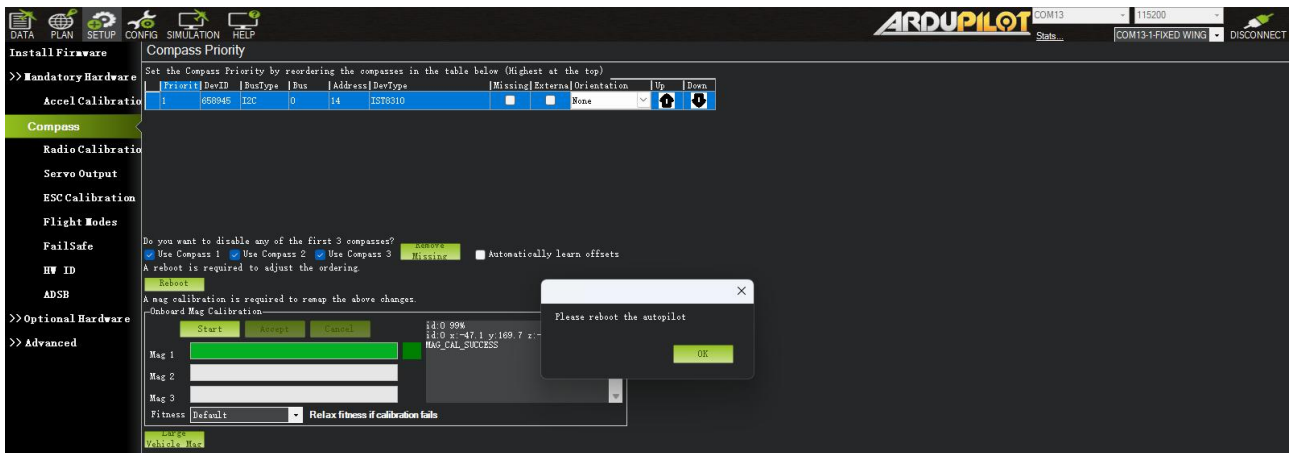 DATA PLAN SETUP CONFIG SIMULATION HELP
ARDUPILOT
COM13
115200
Stats...
COM13-1-FIXED WING
DISCONNECT
Install Firmware
>> Mandatory Hardware
Accel Calibratio
Compass
Radio Calibratio
Servo Output
ESC Calibration
Flight Modes
FailSafe
HW ID
ADSB
>> Optional Hardware
>> Advanced
Compass Priority
Set the Compass Priority by reordering the compasses in the table below (Highest at the top)
Priorit DevID BusType Bus Address DevType Missing Externa Orientation Up Down
1 658945 I2C 0 14 IST8310 None
Do you want to disable any of the first 3 compasses?
Use Compass 1 Use Compass 2 Use Compass 3 Remove Missing Automatically learn offsets
A reboot is required to adjust the ordering.
Reboot
A mag calibration is required to remap the above changes.
Onboard Mag Calibration
Start Accept Cancel
id:0 99%
id:0 x:-47.1 y:169.7 z:-
MAG_CAL_SUCCESS
Mag 1
Mag 2
Mag 3
Fitness Default Relax fitness if calibration fails
Large
Vehicle Mag
Please reboot the autopilot
OK